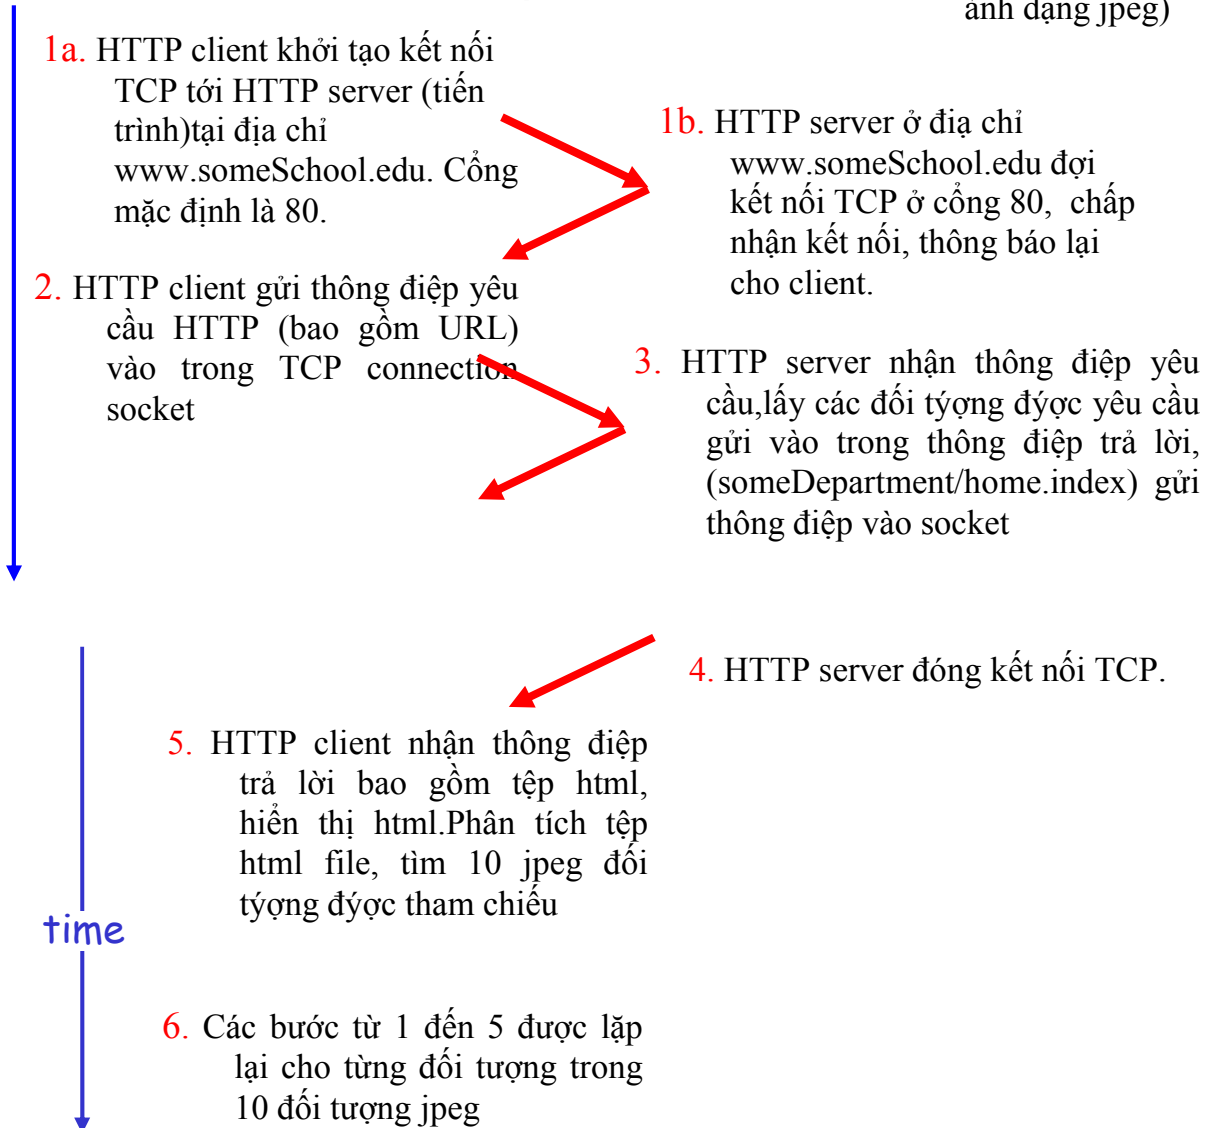 ảnh dạng jpeg)
1a. HTTP client khởi tạo kết nối
TCP tới HTTP server (tiến
trình)tại địa chỉ
www.someSchool.edu. Cổng
mặc định là 80.
1b. HTTP server ở điạ chỉ
www.someSchool.edu đợi
kết nối TCP ở cổng 80, chấp
nhận kết nối, thông báo lại
cho client.
2. HTTP client gửi thông điệp yêu
cầu HTTP (bao gồm URL)
vào trong TCP connection
socket
3. HTTP server nhận thông điệp yêu
cầu,lấy các đối týợng đýợc yêu cầu
gửi vào trong thông điệp trả lời,
(someDepartment/home.index) gửi
thông điệp vào socket
4. HTTP server đóng kết nối TCP.
5. HTTP client nhận thông điệp
trả lời bao gồm tệp html,
hiển thị html.Phân tích tệp
html file, tìm 10 jpeg đối
týợng đýợc tham chiếu
time
6. Các bước từ 1 đến 5 được lặp
lại cho từng đối tượng trong
10 đối tượng jpeg